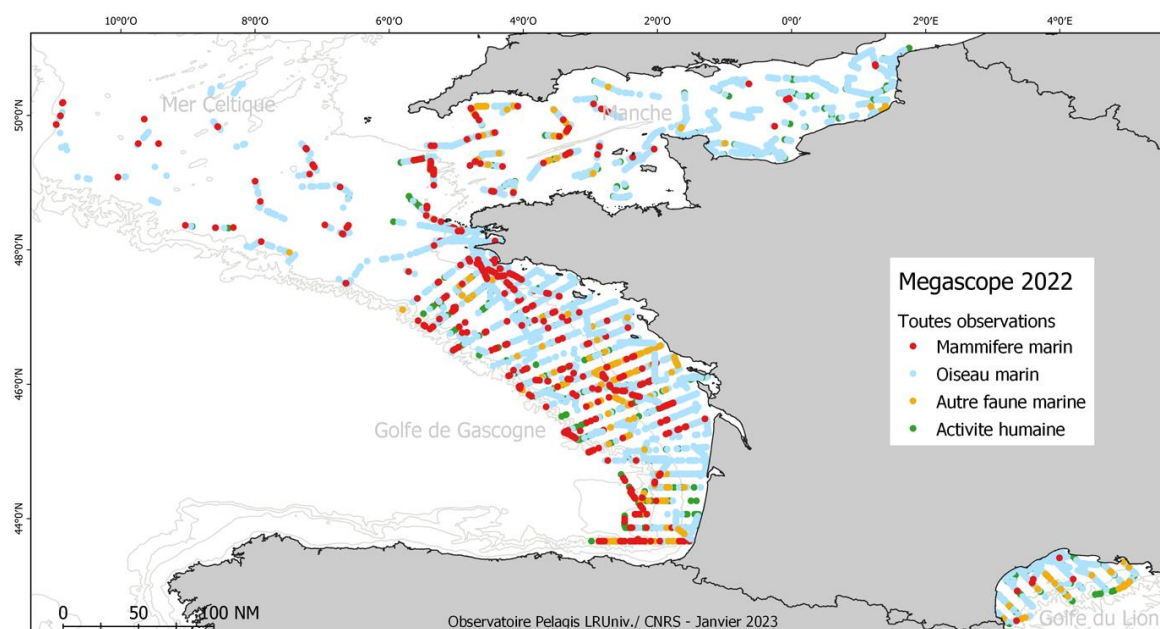 10°0'O 8°0'O 6°0'O 4°0'O 2°0'O 0°0'O 2°0'E 4°0'E
Mer Celtique
50°0'N
Manche
48°0'N
Megascope 2022
Toutes observations
Mammifere marin
Oiseau marin
46°0'N
Autre faune marine
Golfe de Gascogne
Activite humaine
44°0'N
0 50 100 NM
Observatoire Pelagis LRUniv./ CNRS - Janvier 2023
Golfe du Lion